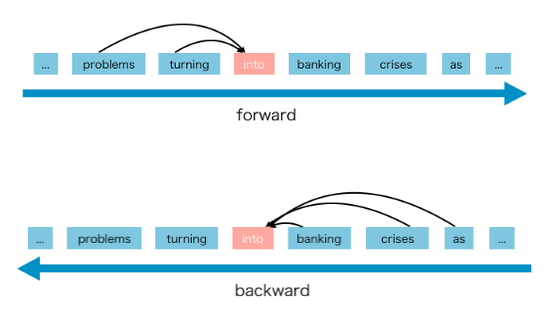 ... problems turning into banking crises as ...
forward
... problems turning into banking crises as ...
backward